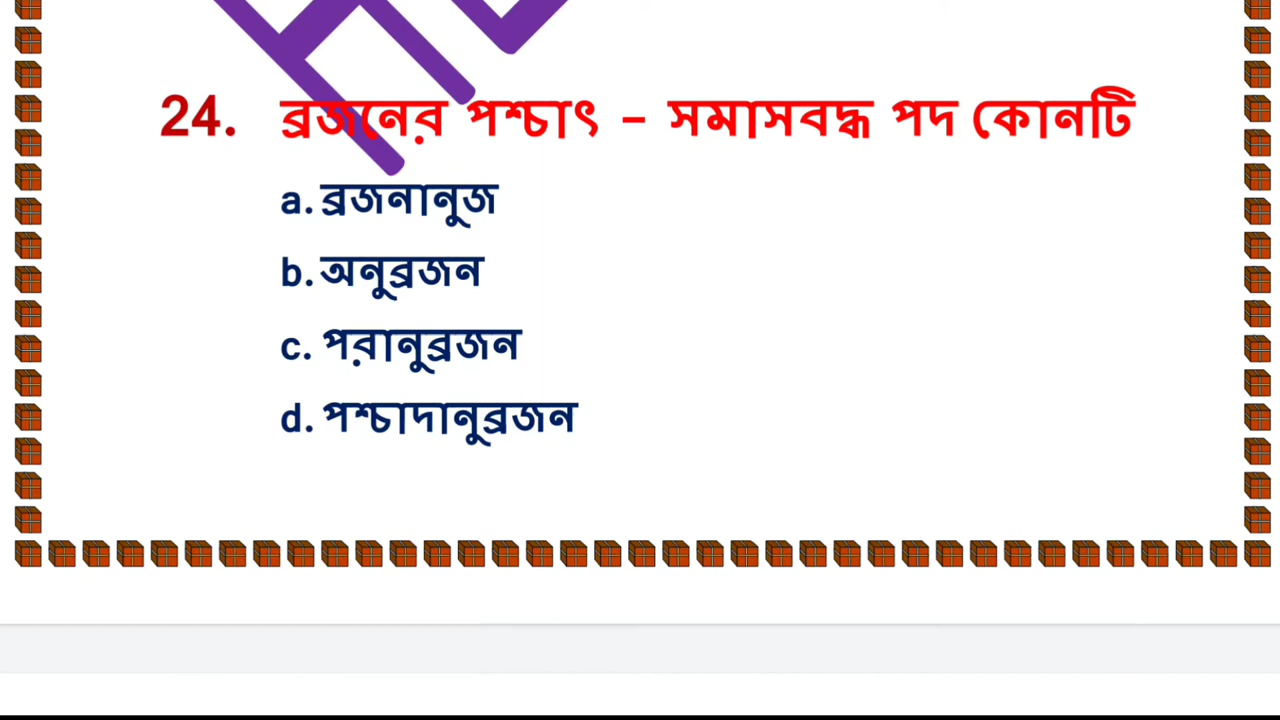 24. ব্রজনের পশ্চাৎ – সমাসবদ্ধ পদ কোনটি
a. ব্রজনানুজ
b. অনুব্রজন
c. পরানুব্রজন
d. পশ্চাদানুব্রজন